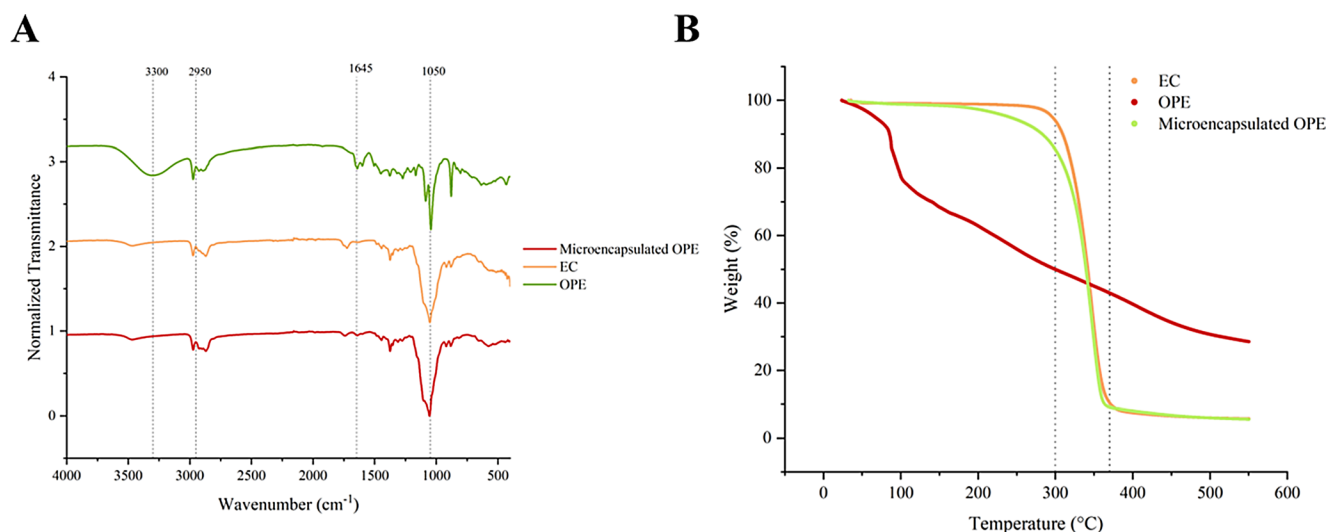 A
3300 2950 1645 1050
4
3
2
1
0
Normalized Transmittance
Microencapsulated OPE
EC
OPE
4000 3500 3000 2500 2000 1500 1000 500
Wavenumber (cm⁻¹)
B
EC
OPE
Microencapsulated OPE
100
80
60
40
20
0
Weight (%)
0 100 200 300 400 500 600
Temperature (°C)